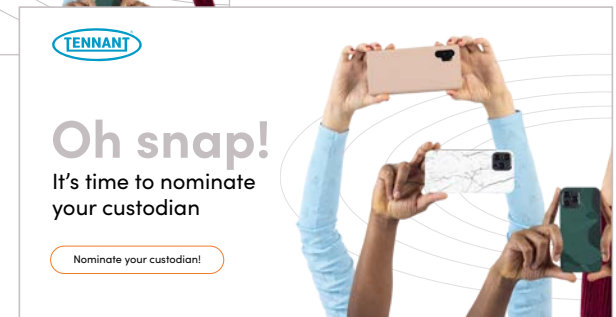 TENNANT
Oh snap!
It's time to nominate
your custodian
Nominate your custodian!